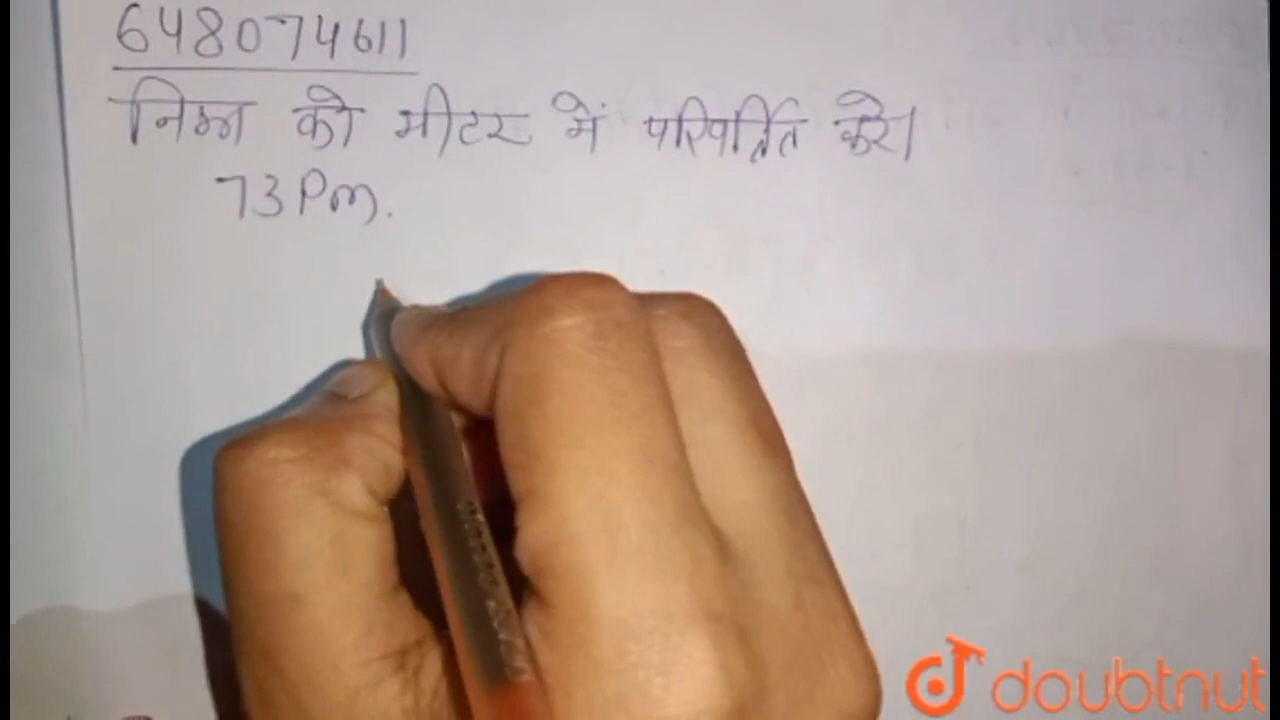 648074611
निम्न को मीटर में परिवर्तित करे।
73 Pm.
doubtnut